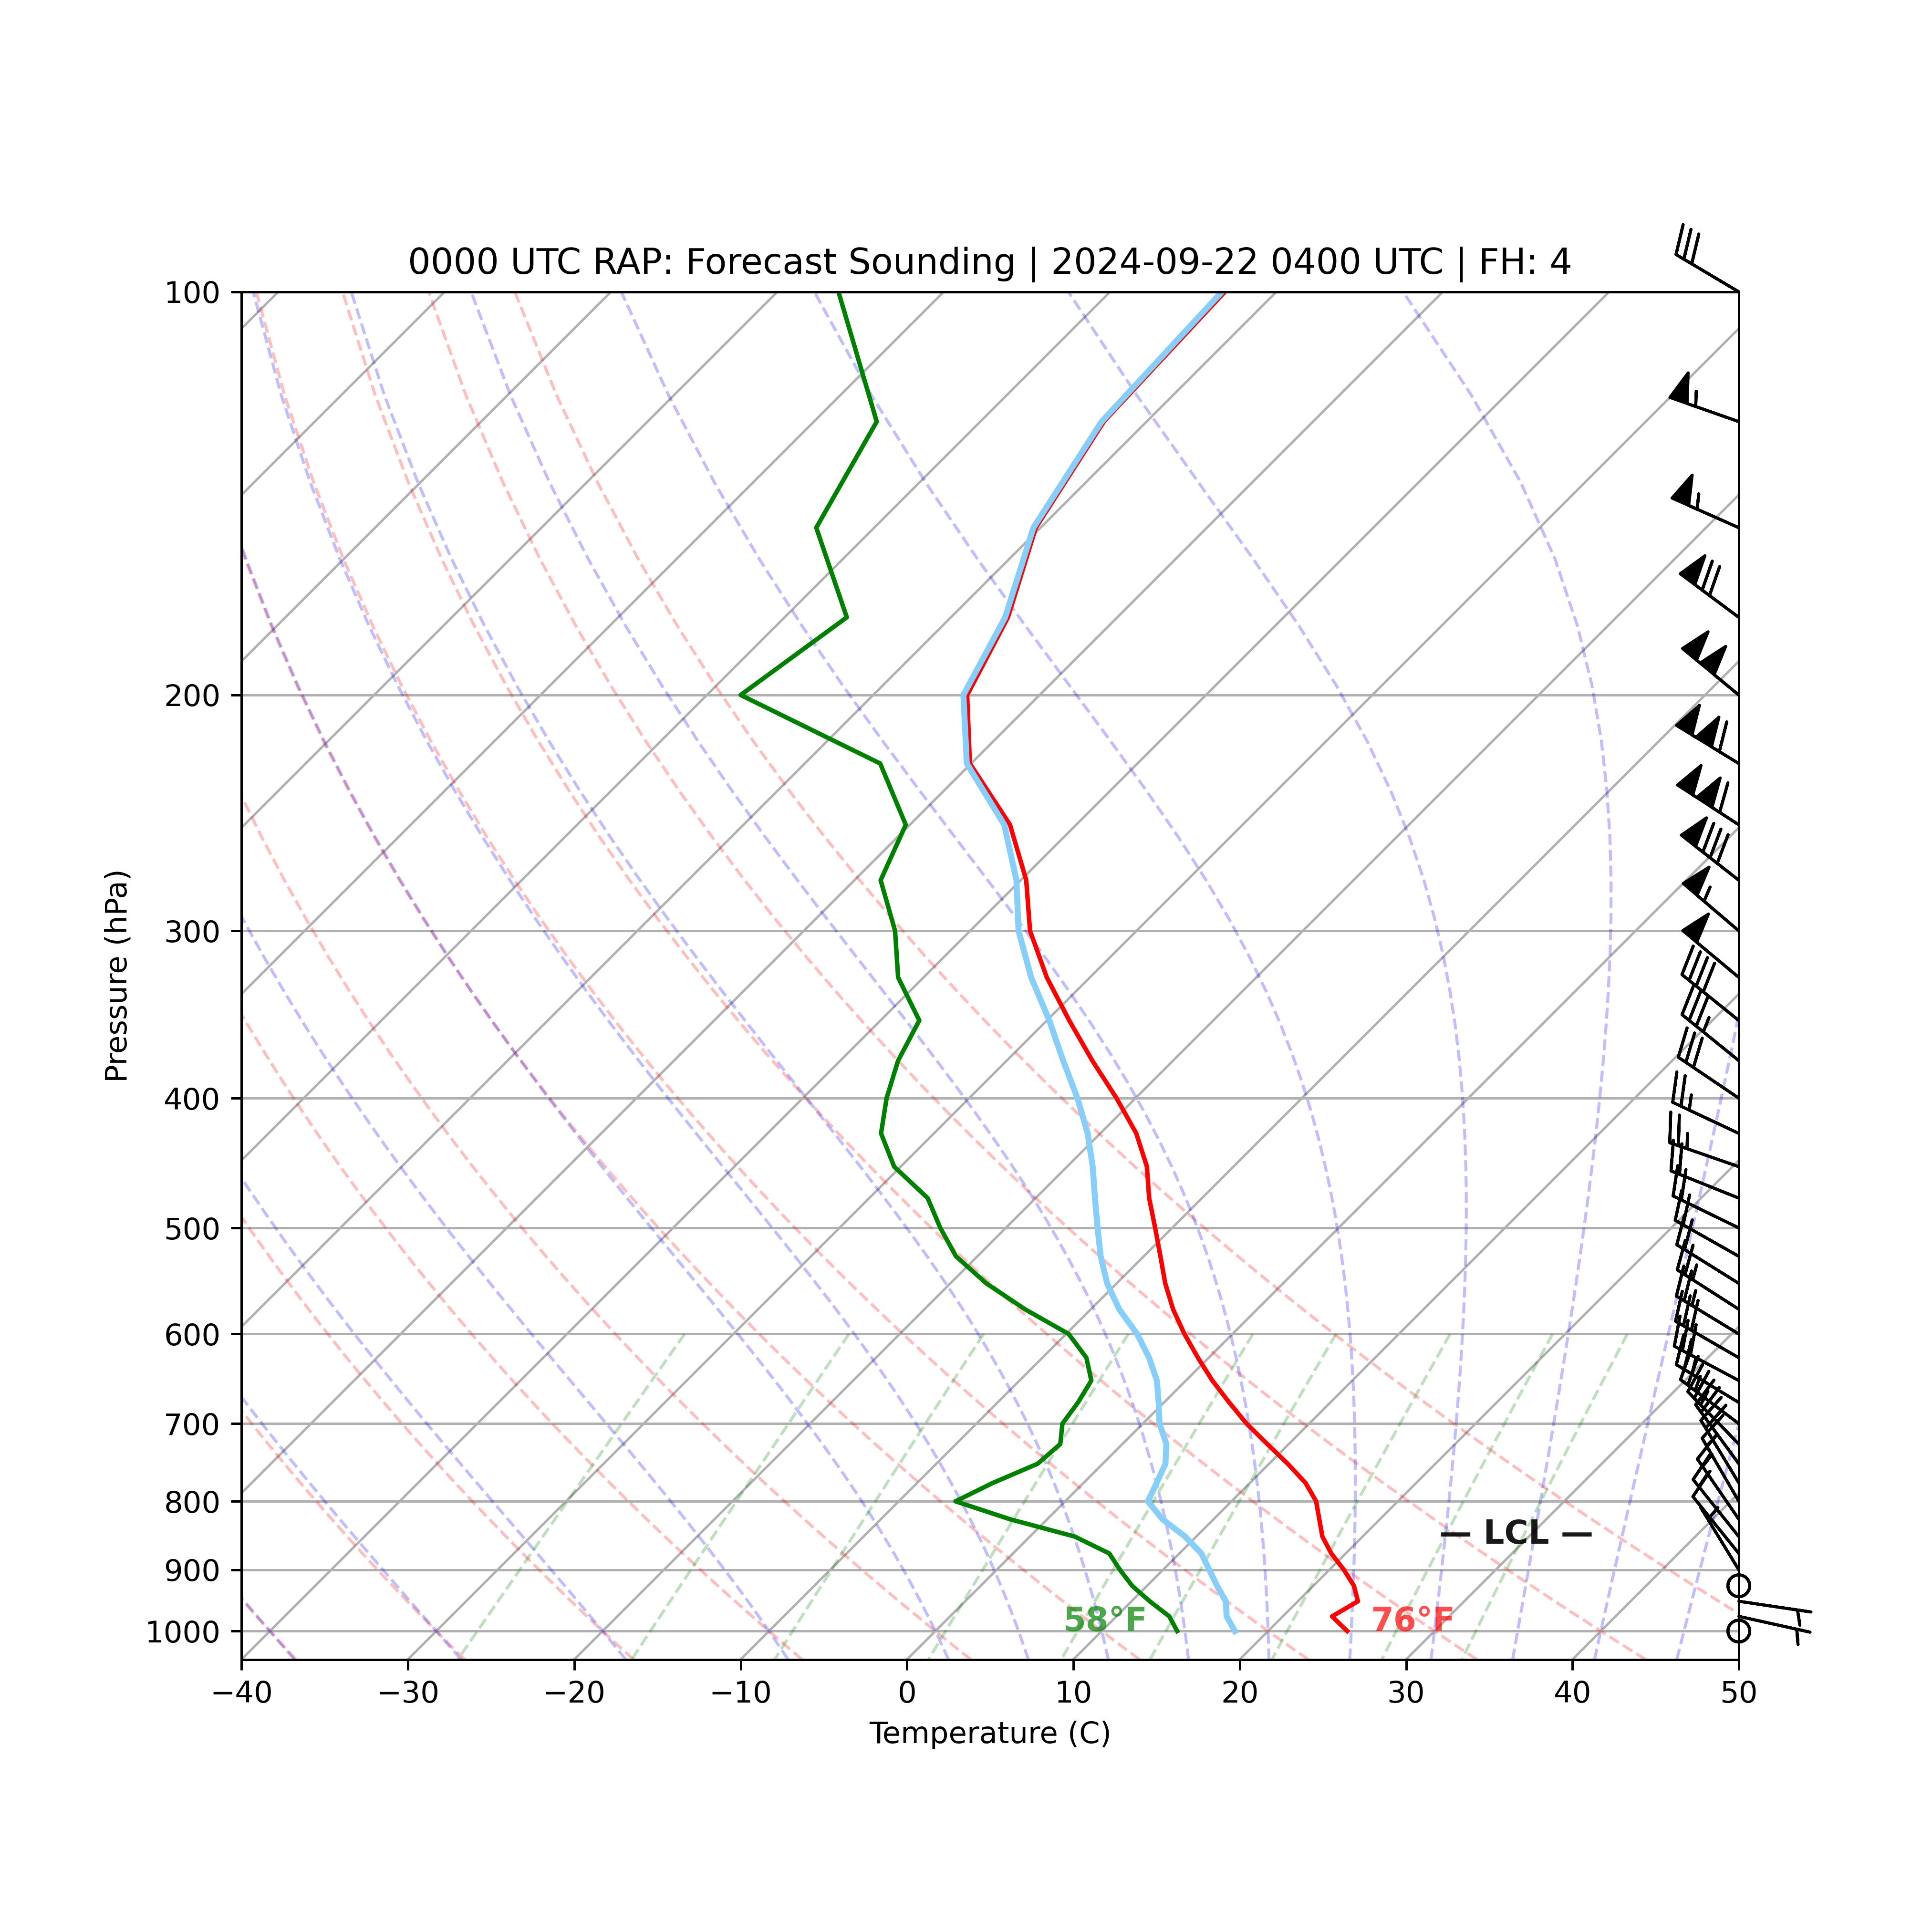 0000 UTC RAP: Forecast Sounding | 2024-09-22 0400 UTC | FH: 4
100
200
300
400
500
600
700
800
900
1000
Pressure (hPa)
— LCL —
58°F
76°F
−40 −30 −20 −10 0 10 20 30 40 50
Temperature (C)